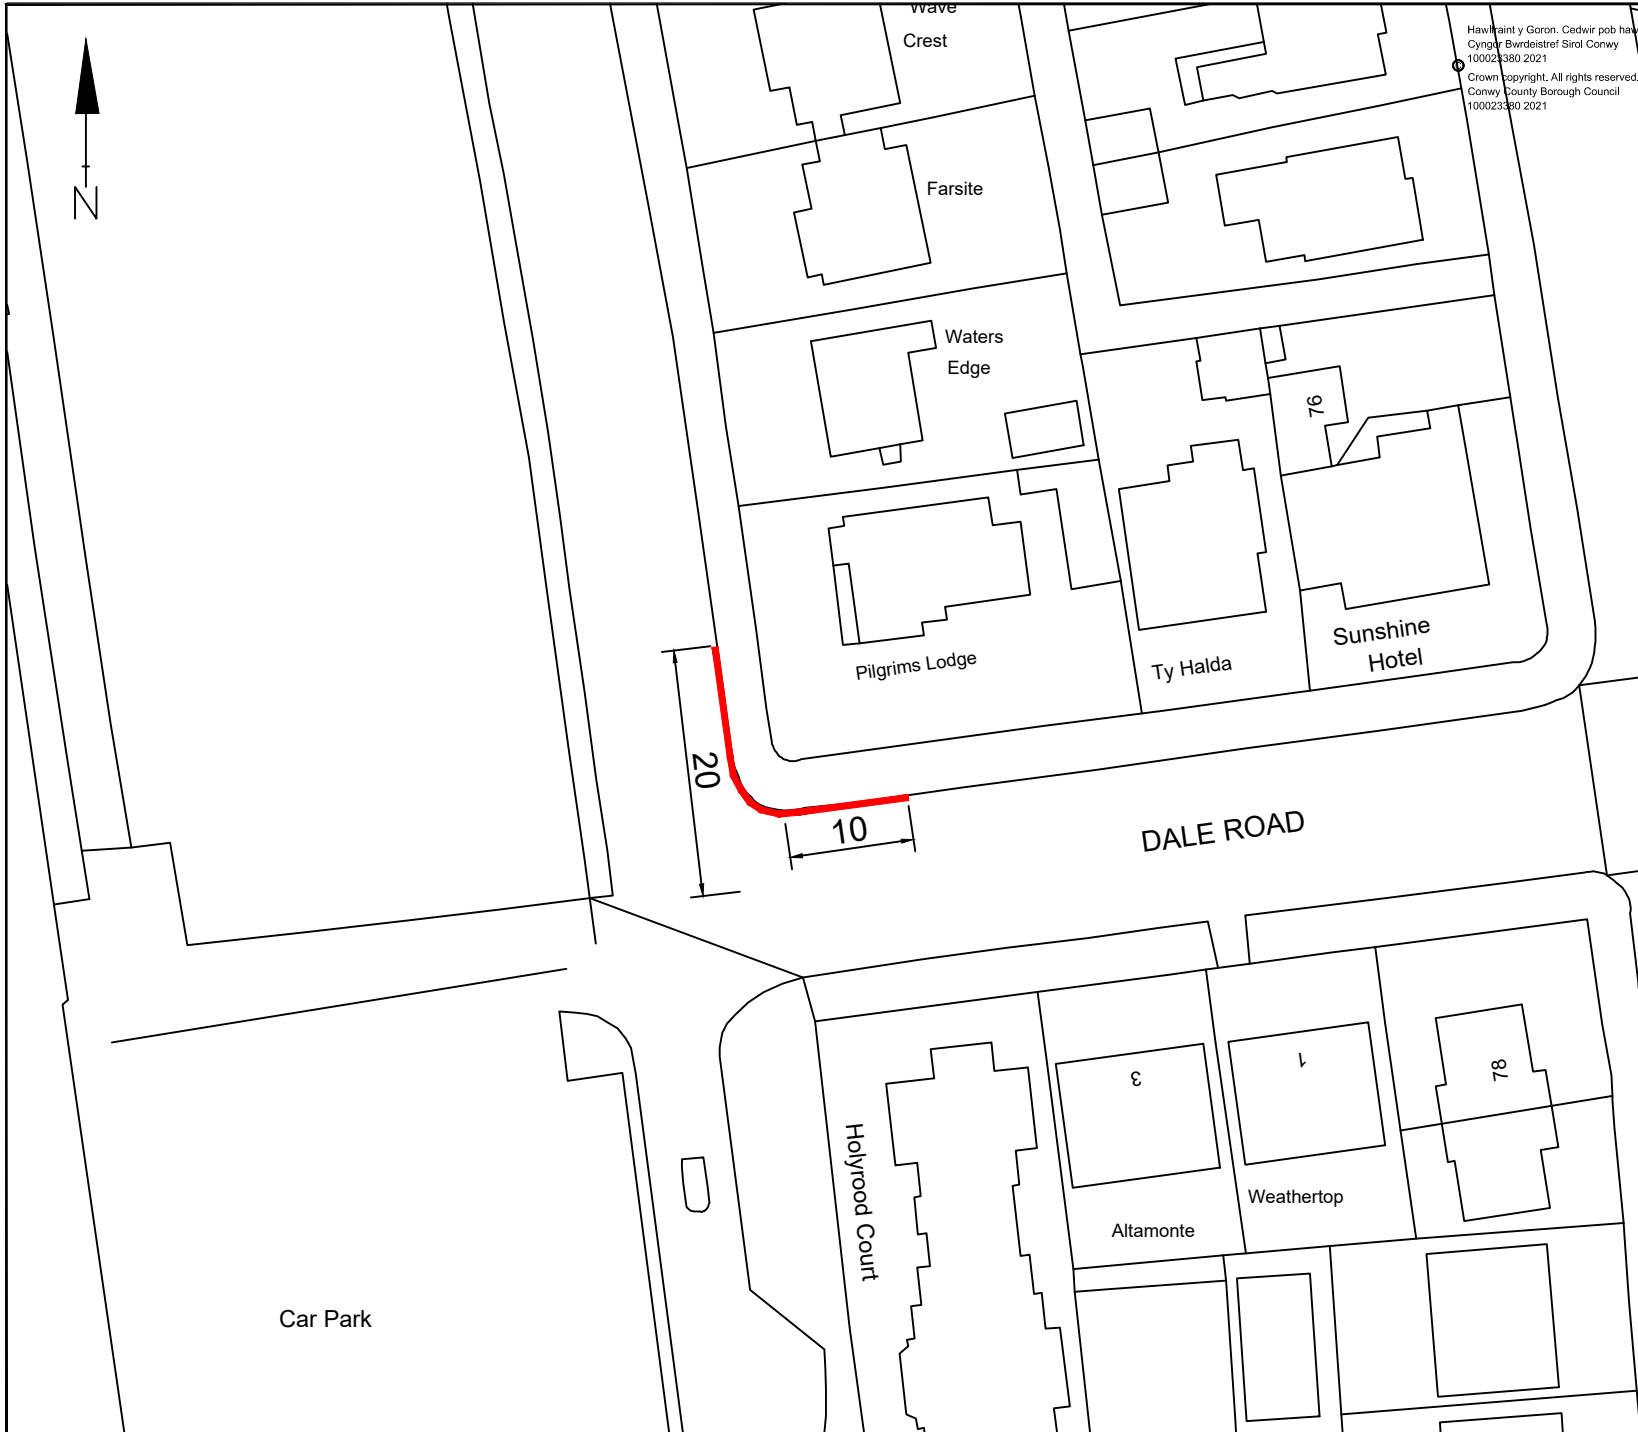 Wave
Crest
Hawlfraint y Goron. Cedwir pob haw
Cyngor Bwrdeistref Sirol Conwy
100023380 2021
©
Crown copyright. All rights reserved.
Conwy County Borough Council
100023380 2021
N
Farsite
Waters
Edge
76
Sunshine
Hotel
Pilgrims Lodge
Ty Halda
20
10
DALE ROAD
3
1
78
Holyrood Court
Weathertop
Altamonte
Car Park